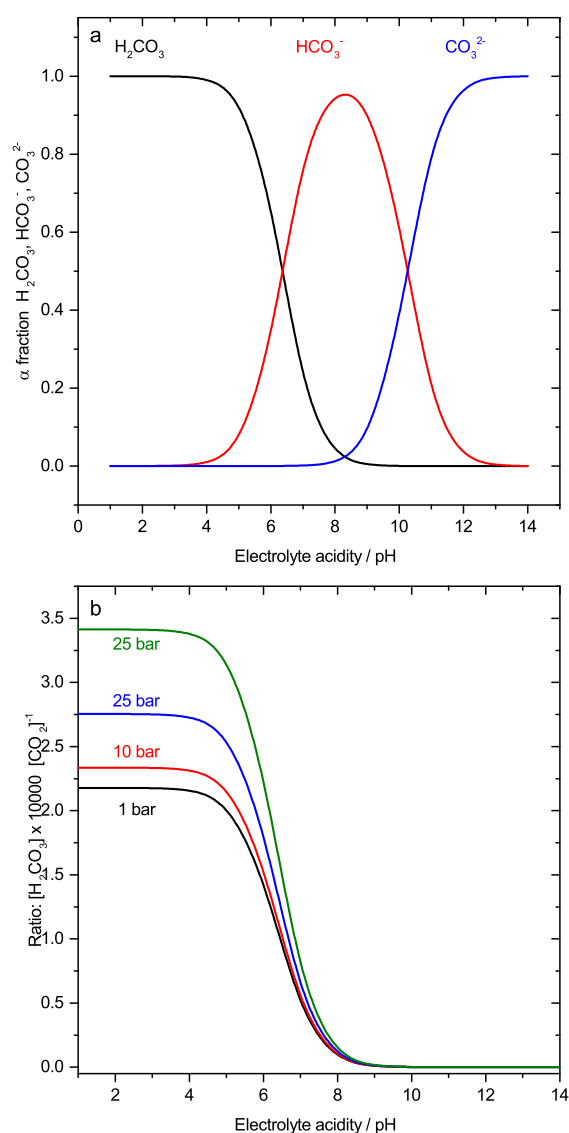 a
H₂CO₃ HCO₃⁻ CO₃²⁻
1.0
0.8
0.6
0.4
0.2
0.0
α fraction H₂CO₃, HCO₃⁻, CO₃²⁻
0 2 4 6 8 10 12 14
Electrolyte acidity / pH
b
3.5
3.0
2.5
2.0
1.5
1.0
0.5
0.0
Ratio: [H₂CO₃] x 10000 [CO₂]⁻¹
25 bar
25 bar
10 bar
1 bar
2 4 6 8 10 12 14
Electrolyte acidity / pH